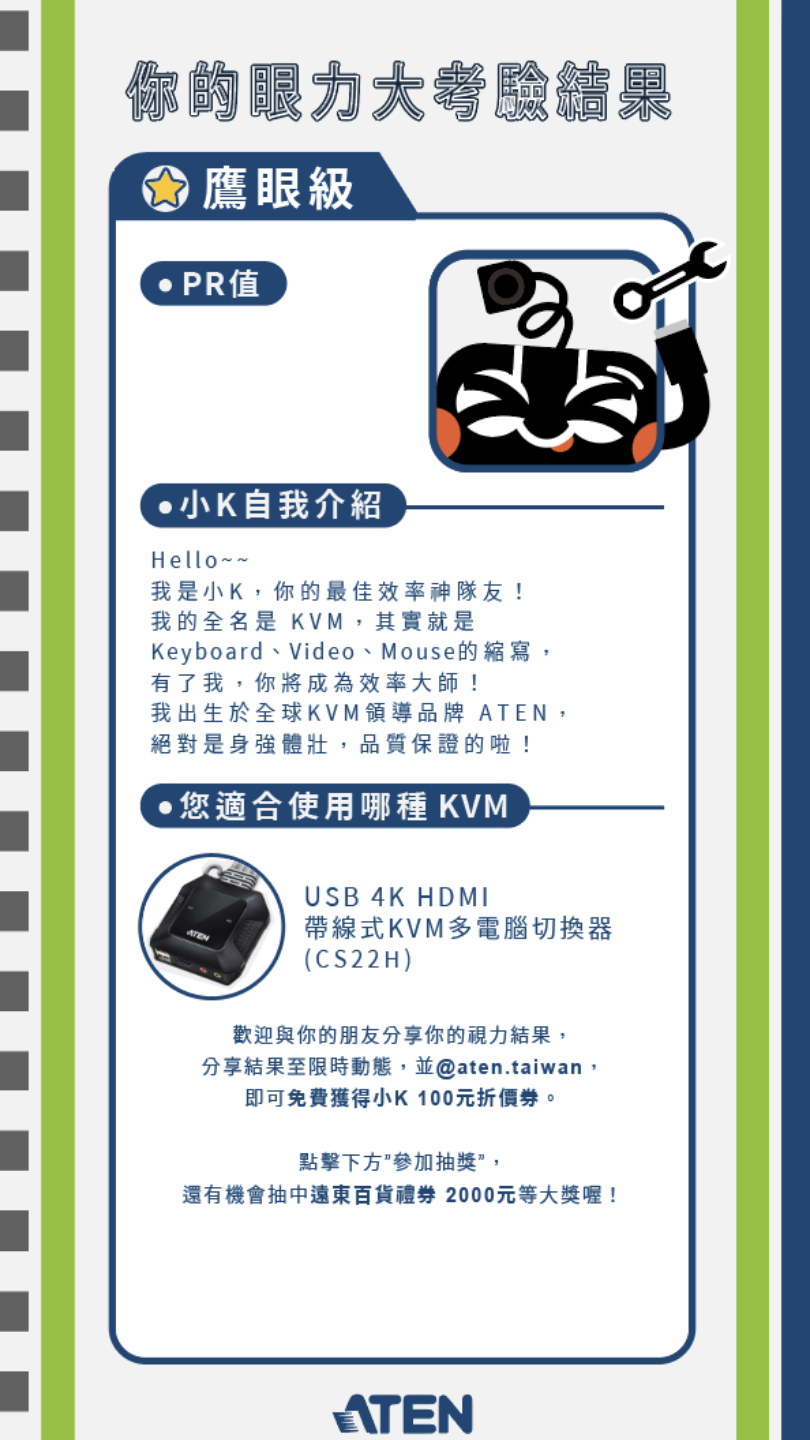 你的眼力大考驗結果
鷹眼級
PR值
小K自我介紹
Hello~~
我是小K，你的最佳效率神隊友！
我的全名是 KVM，其實就是
Keyboard、Video、Mouse的縮寫，
有了我，你將成為效率大師！
我出生於全球KVM領導品牌 ATEN，
絕對是身強體壯，品質保證的啦！
您適合使用哪種 KVM
ATEN
USB 4K HDMI
帶線式KVM多電腦切換器
(CS22H)
歡迎與你的朋友分享你的視力結果，
分享結果至限時動態，並@aten.taiwan，
即可免費獲得小K 100元折價券。
點擊下方”參加抽獎”，
還有機會抽中遠東百貨禮券 2000元等大獎喔！
ATEN